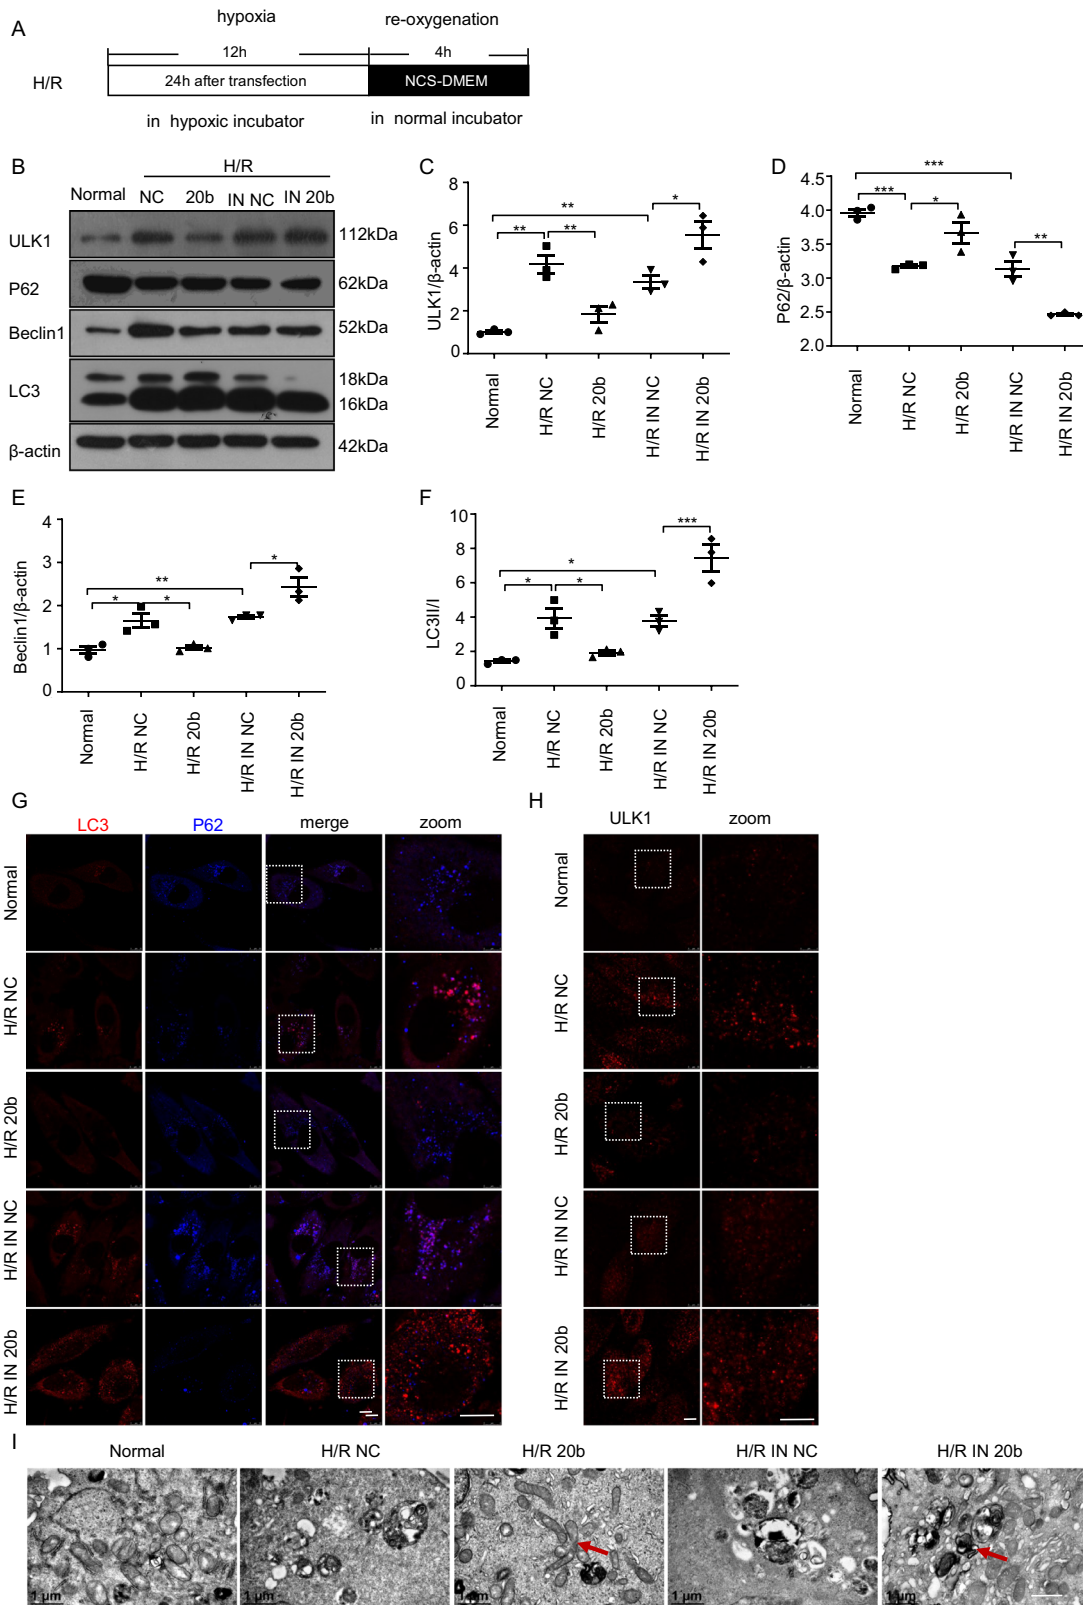 A
hypoxia re-oxygenation
12h 4h
H/R 24h after transfection NCS-DMEM
in hypoxic incubator in normal incubator
B
H/R
Normal NC 20b IN NC IN 20b
ULK1 112kDa
P62 62kDa
Beclin1 52kDa
LC3 18kDa
16kDa
β-actin 42kDa
C
ULK1/β-actin
8
6
4
2
0
** ** ** *
Normal
H/R NC
H/R 20b
H/R IN NC
H/R IN 20b
D
P62/β-actin
4.5
4.0
3.5
3.0
2.5
2.0
*** *** * **
Normal
H/R NC
H/R 20b
H/R IN NC
H/R IN 20b
E
Beclin1/β-actin
4
3
2
1
0
* * ** *
Normal
H/R NC
H/R 20b
H/R IN NC
H/R IN 20b
F
LC3II/I
10
8
6
4
2
0
* * * ***
Normal
H/R NC
H/R 20b
H/R IN NC
H/R IN 20b
G
LC3 P62 merge zoom
Normal
H/R NC
H/R 20b
H/R IN NC
H/R IN 20b
H
ULK1 zoom
Normal
H/R NC
H/R 20b
H/R IN NC
H/R IN 20b
I
Normal H/R NC H/R 20b H/R IN NC H/R IN 20b
1 μm 1 μm 1 μm 1 μm 1 μm